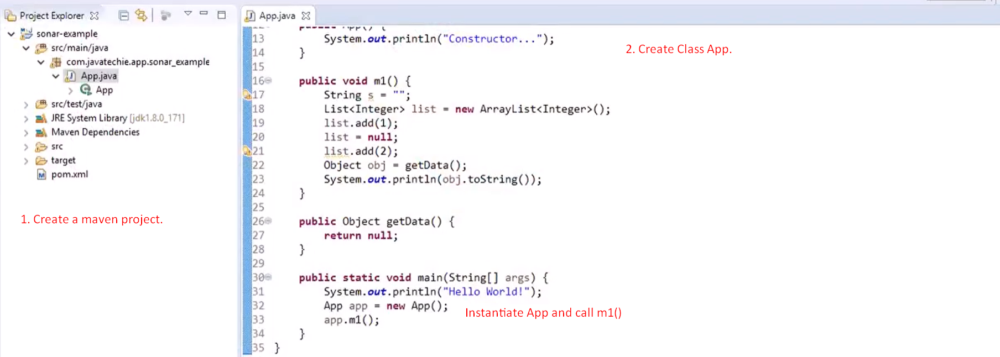 Project Explorer
sonar-example
src/main/java
com.javatechie.app.sonar_example
App.java
App
src/test/java
JRE System Library [jdk1.8.0_171]
Maven Dependencies
src
target
pom.xml
1. Create a maven project.
App.java
public App() {
13 System.out.println("Constructor...");
14 }
15
16 public void m1() {
17 String s = "";
18 List<Integer> list = new ArrayList<Integer>();
19 list.add(1);
20 list = null;
21 list.add(2);
22 Object obj = getData();
23 System.out.println(obj.toString());
24 }
25
26 public Object getData() {
27 return null;
28 }
29
30 public static void main(String[] args) {
31 System.out.println("Hello World!");
32 App app = new App();
33 app.m1();
34 }
35 }
2. Create Class App.
Instantiate App and call m1()